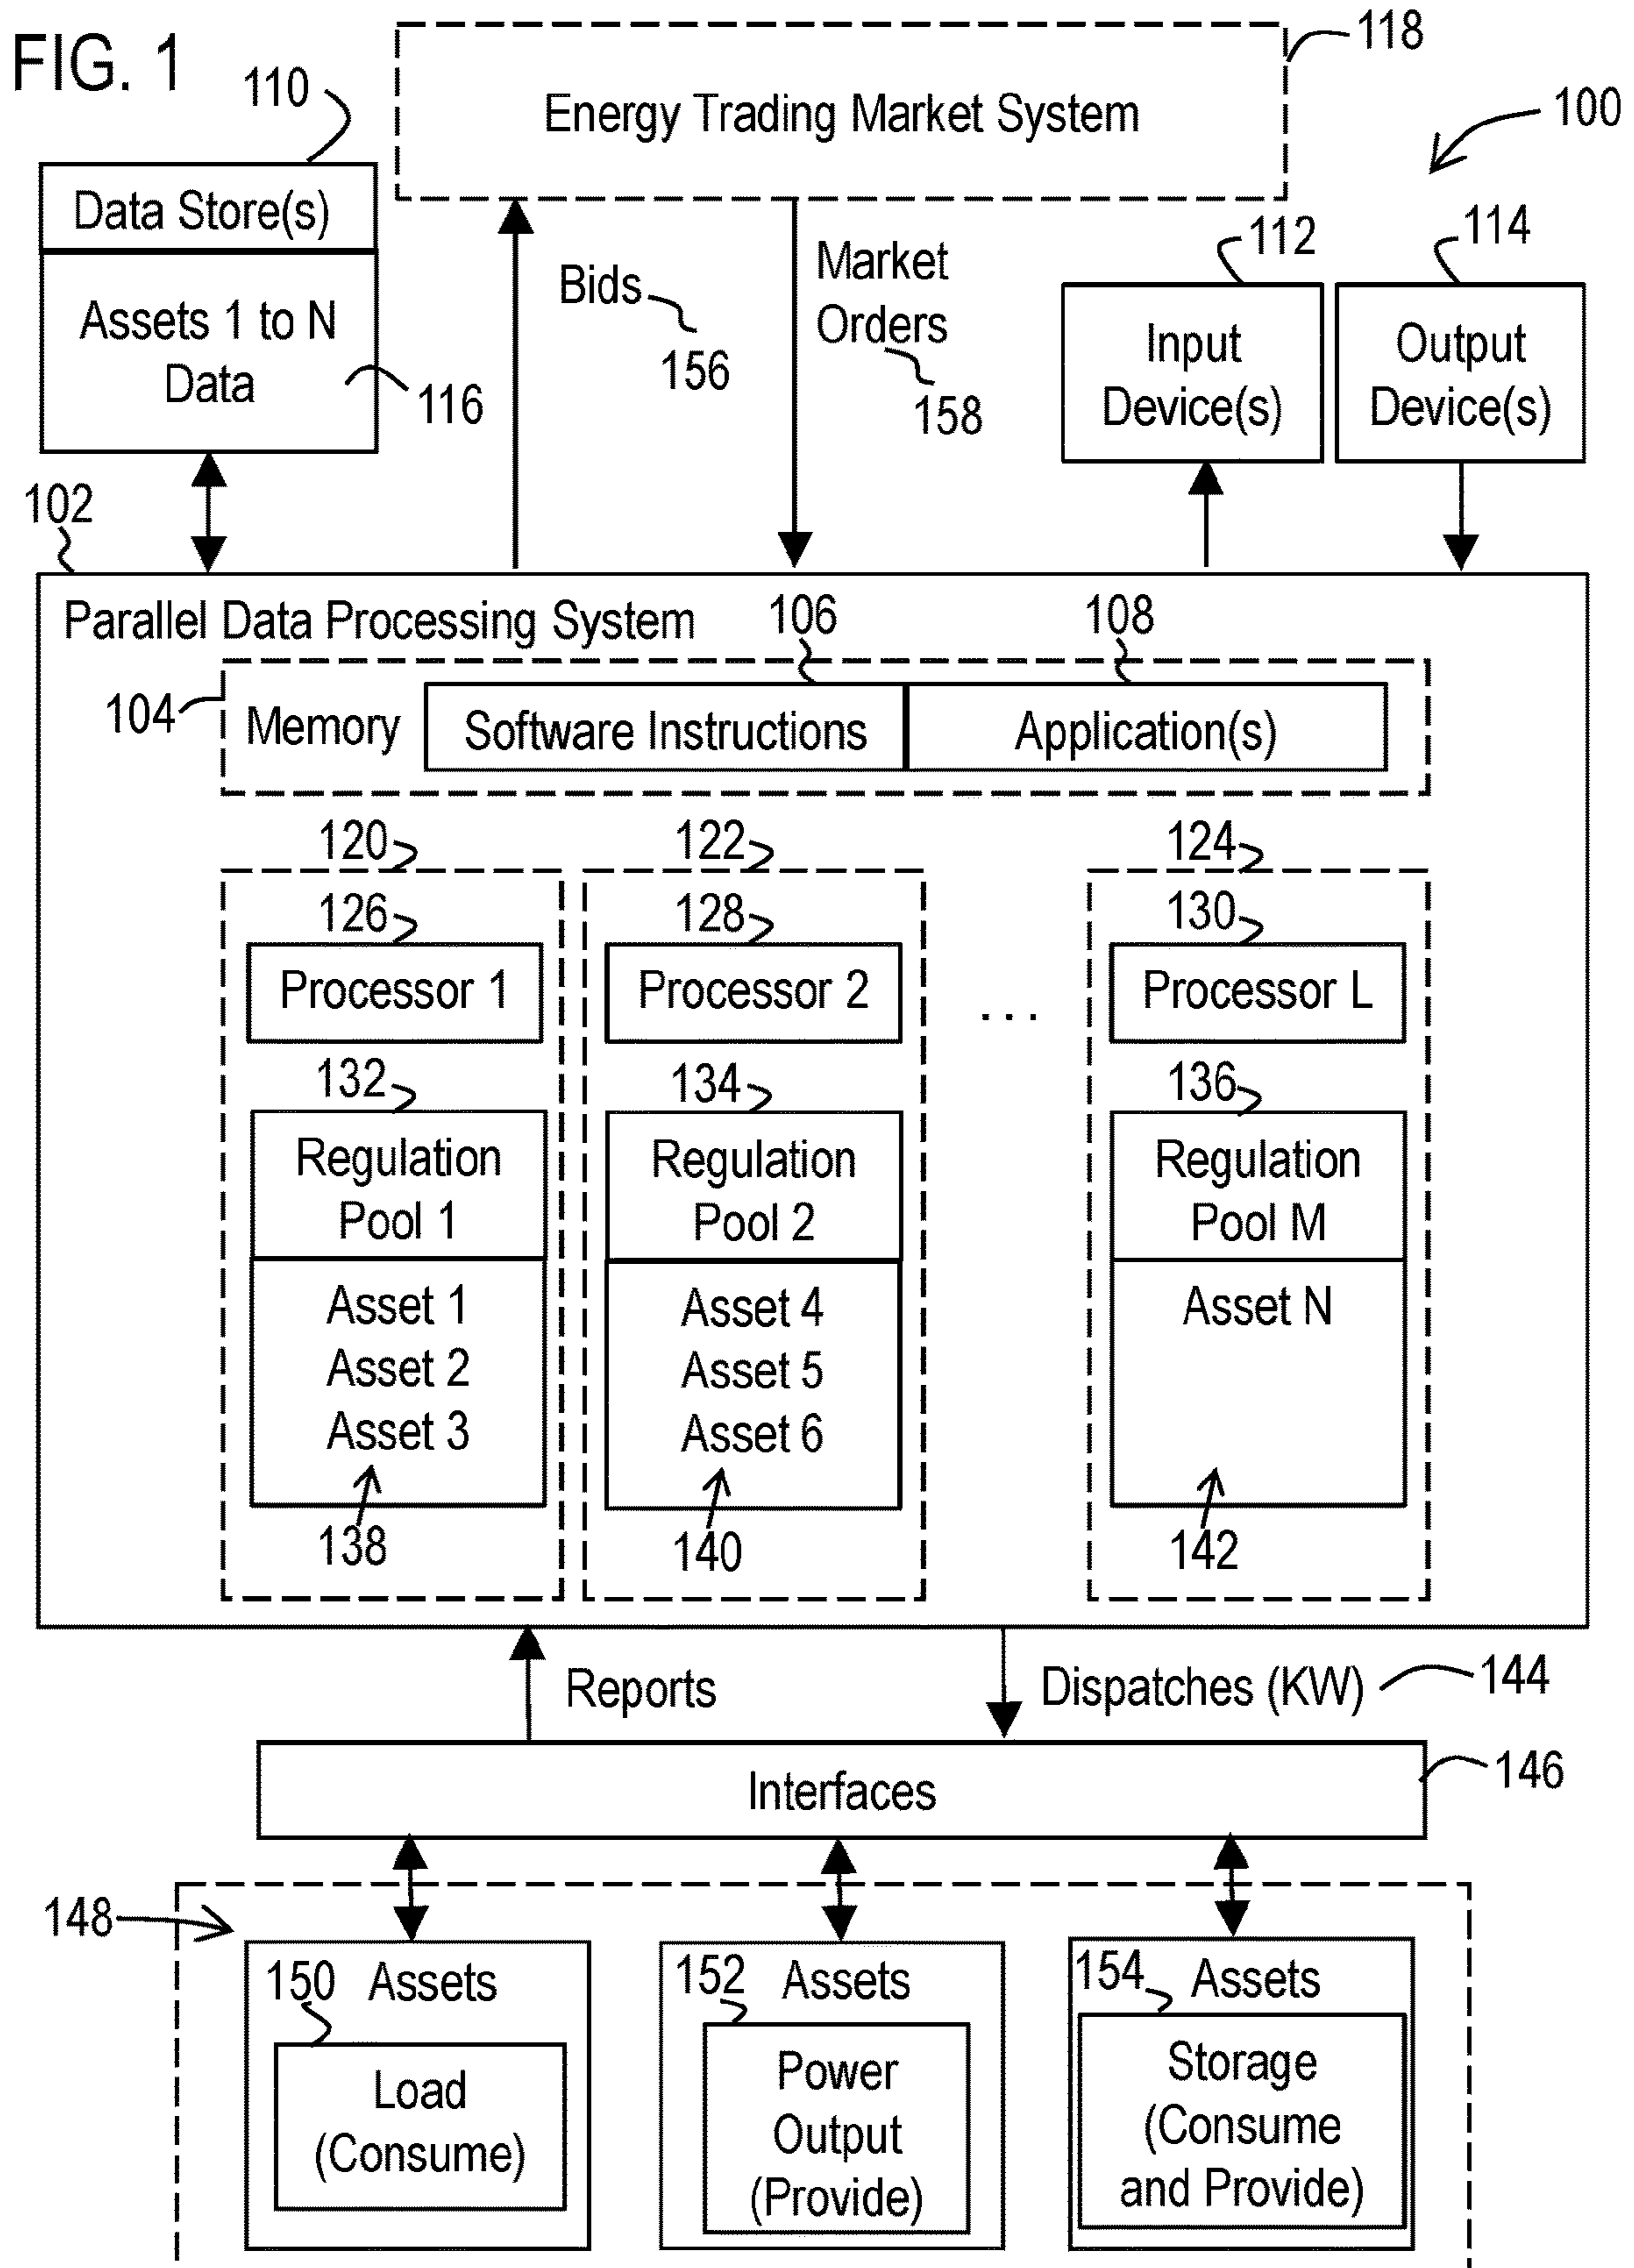 FIG. 1
118
Energy Trading Market System
100
110
Data Store(s)
Assets 1 to N
Data
116
Bids
156
Market
Orders
158
112
Input
Device(s)
114
Output
Device(s)
102
Parallel Data Processing System
106
108
104
Memory
Software Instructions
Application(s)
120
122
124
126
128
130
Processor 1
Processor 2
. . .
Processor L
132
134
136
Regulation
Pool 1
Regulation
Pool 2
Regulation
Pool M
Asset 1
Asset 2
Asset 3
138
Asset 4
Asset 5
Asset 6
140
Asset N
142
Reports
Dispatches (KW)
144
Interfaces
146
148
150
Assets
Load
(Consume)
152
Assets
Power
Output
(Provide)
154
Assets
Storage
(Consume
and Provide)